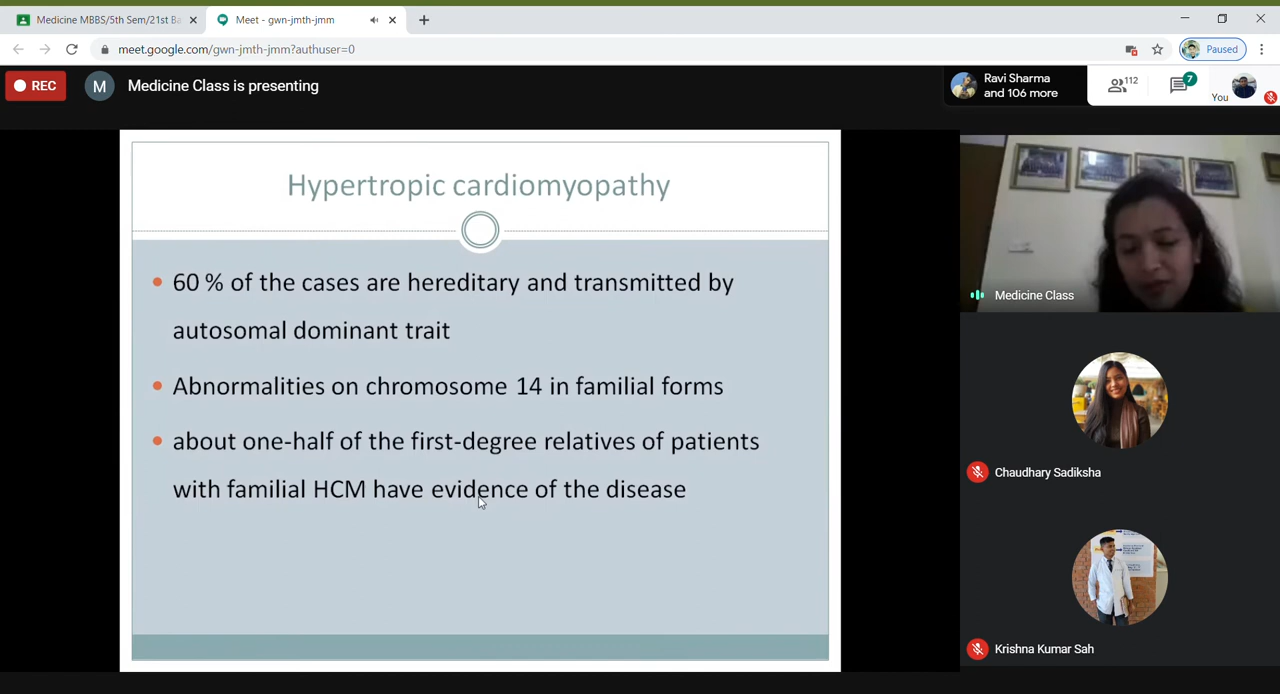 Medicine MBBS/5th Sem/21st Ba
Meet - gwn-jmth-jmm
meet.google.com/gwn-jmth-jmm?authuser=0
Paused
REC
M
Medicine Class is presenting
Ravi Sharma
and 106 more
112
7
You
Hypertropic cardiomyopathy
60 % of the cases are hereditary and transmitted by
autosomal dominant trait
Abnormalities on chromosome 14 in familial forms
about one-half of the first-degree relatives of patients
with familial HCM have evidence of the disease
Medicine Class
Chaudhary Sadiksha
Krishna Kumar Sah